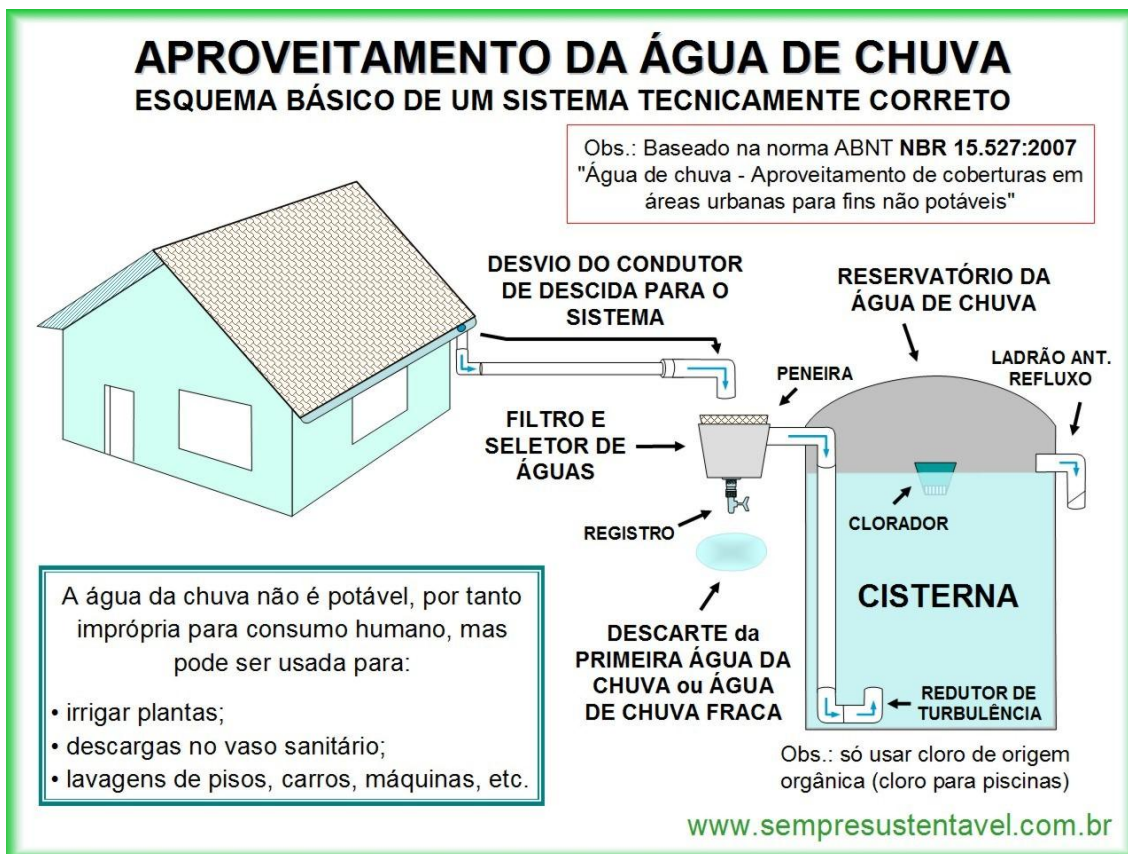 APROVEITAMENTO DA ÁGUA DE CHUVA
ESQUEMA BÁSICO DE UM SISTEMA TECNICAMENTE CORRETO
Obs.: Baseado na norma ABNT NBR 15.527:2007
"Água de chuva - Aproveitamento de coberturas em
áreas urbanas para fins não potáveis"
DESVIO DO CONDUTOR
DE DESCIDA PARA O
SISTEMA
RESERVATÓRIO DA
ÁGUA DE CHUVA
LADRÃO ANT.
REFLUXO
PENEIRA
FILTRO E
SELETOR DE
ÁGUAS
REGISTRO
CLORADOR
CISTERNA
DESCARTE da
PRIMEIRA ÁGUA DA
CHUVA ou ÁGUA
DE CHUVA FRACA
REDUTOR DE
TURBULÊNCIA
A água da chuva não é potável, por tanto
imprópria para consumo humano, mas
pode ser usada para:
• irrigar plantas;
• descargas no vaso sanitário;
• lavagens de pisos, carros, máquinas, etc.
Obs.: só usar cloro de origem
orgânica (cloro para piscinas)
www.sempresustentavel.com.br